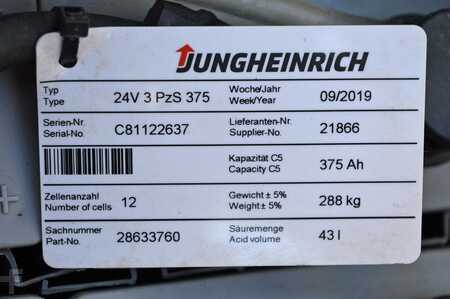 JUNGHEINRICH
Typ
Type
24V 3 PzS 375
Woche/Jahr
Week/Year
09/2019
Serien-Nr.
Serial-No.
C81122637
Lieferanten-Nr.
Supplier-No.
21866
Kapazität C5
Capacity C5
375 Ah
Zellenanzahl
Number of cells
12
Gewicht ± 5%
Weight ± 5%
288 kg
Sachnummer
Part-No.
28633760
Säuremenge
Acid volume
43 l